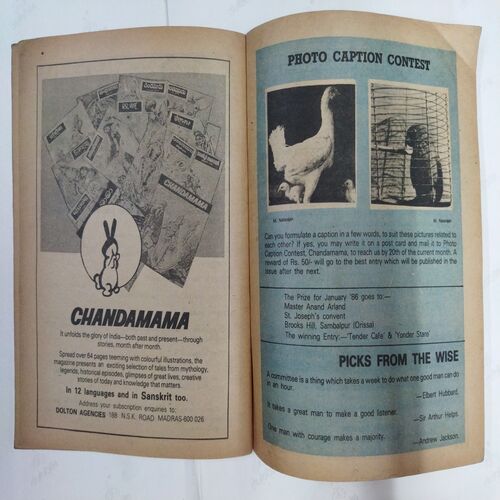 CHANDAMAMA
CHANDAMAMA
It unfolds the glory of India—both past and present—through
stories, month after month.
Spread over 64 pages teeming with colourful illustrations, the
magazine presents an exciting selection of tales from mythology,
legends, historical episodes, glimpses of great lives, creative
stories of today and knowledge that matters.
In 12 languages and in Sanskrit too.
Address your subscription enquiries to:
DOLTON AGENCIES 188 N.S.K. ROAD MADRAS-600 026
PHOTO CAPTION CONTEST
M. Natarajan
M. Natarajan
Can you formulate a caption in a few words, to suit these pictures related to
each other? If yes, you may write it on a post card and mail it to Photo
Caption Contest, Chandamama, to reach us by 20th of the current month. A
reward of Rs. 50/- will go to the best entry which will be published in the
issue after the next.
The Prize for January '86 goes to:—
Master Anand Arland
St. Joseph's convent
Brooks Hill, Sambalpur (Orissa)
The winning Entry:—'Tender Cafe' & 'Yonder Stare'
PICKS FROM THE WISE
A committee is a thing which takes a week to do what one good man can do
in an hour.
—Elbert Hubbard.
It takes a great man to make a good listener.
—Sir Arthur Helps.
One man with courage makes a majority.
—Andrew Jackson.